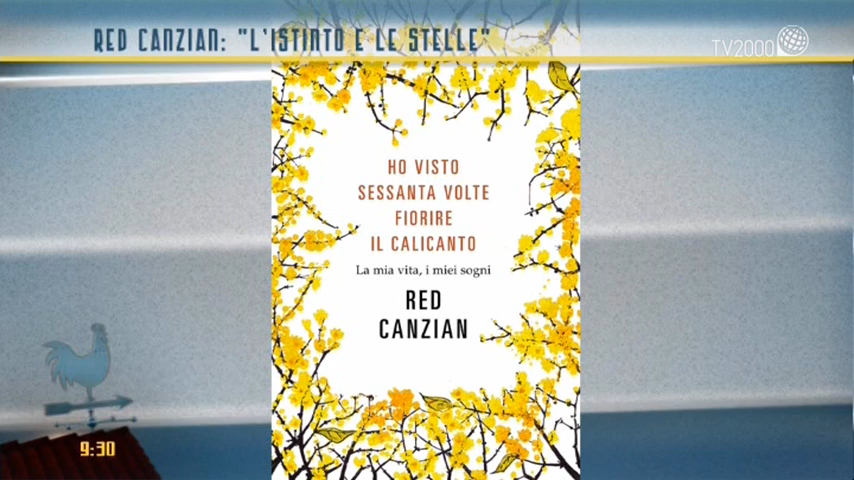 RED CANZIAN: "L'ISTINTO E LE STELLE"
TV2000
HO VISTO
SESSANTA VOLTE
FIORIRE
IL CALICANTO
La mia vita, i miei sogni
RED
CANZIAN
9:30